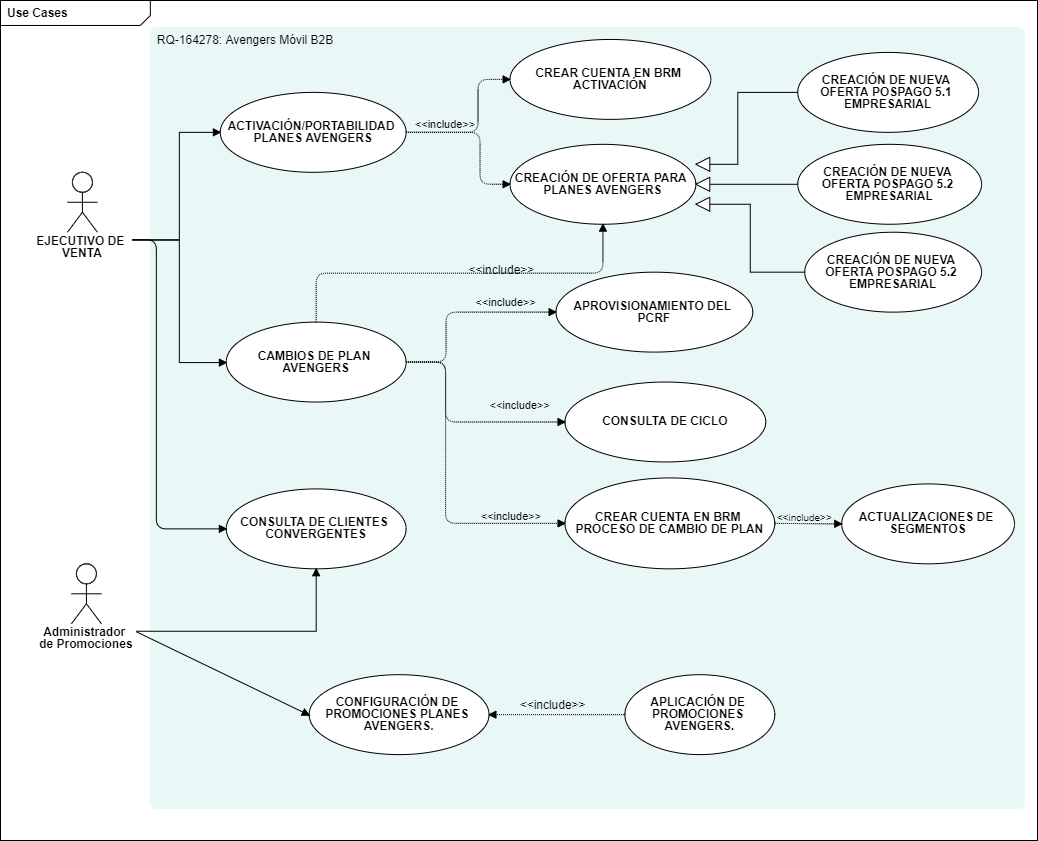 Use Cases
RQ-164278: Avengers Móvil B2B
CREAR CUENTA EN BRM
ACTIVACIÓN
CREACIÓN DE NUEVA
OFERTA POSPAGO 5.1
EMPRESARIAL
ACTIVACIÓN/PORTABILIDAD
PLANES AVENGERS
<<include>>
CREACIÓN DE OFERTA PARA
PLANES AVENGERS
CREACIÓN DE NUEVA
OFERTA POSPAGO 5.2
EMPRESARIAL
EJECUTIVO DE
VENTA
CREACIÓN DE NUEVA
OFERTA POSPAGO 5.2
EMPRESARIAL
<<include>>
<<include>>
APROVISIONAMIENTO DEL
PCRF
CAMBIOS DE PLAN
AVENGERS
<<include>>
CONSULTA DE CICLO
CONSULTA DE CLIENTES
CONVERGENTES
<<include>>
CREAR CUENTA EN BRM
PROCESO DE CAMBIO DE PLAN
<<include>>
ACTUALIZACIONES DE
SEGMENTOS
Administrador
de Promociones
CONFIGURACIÓN DE
PROMOCIONES PLANES
AVENGERS.
<<include>>
APLICACIÓN DE
PROMOCIONES
AVENGERS.